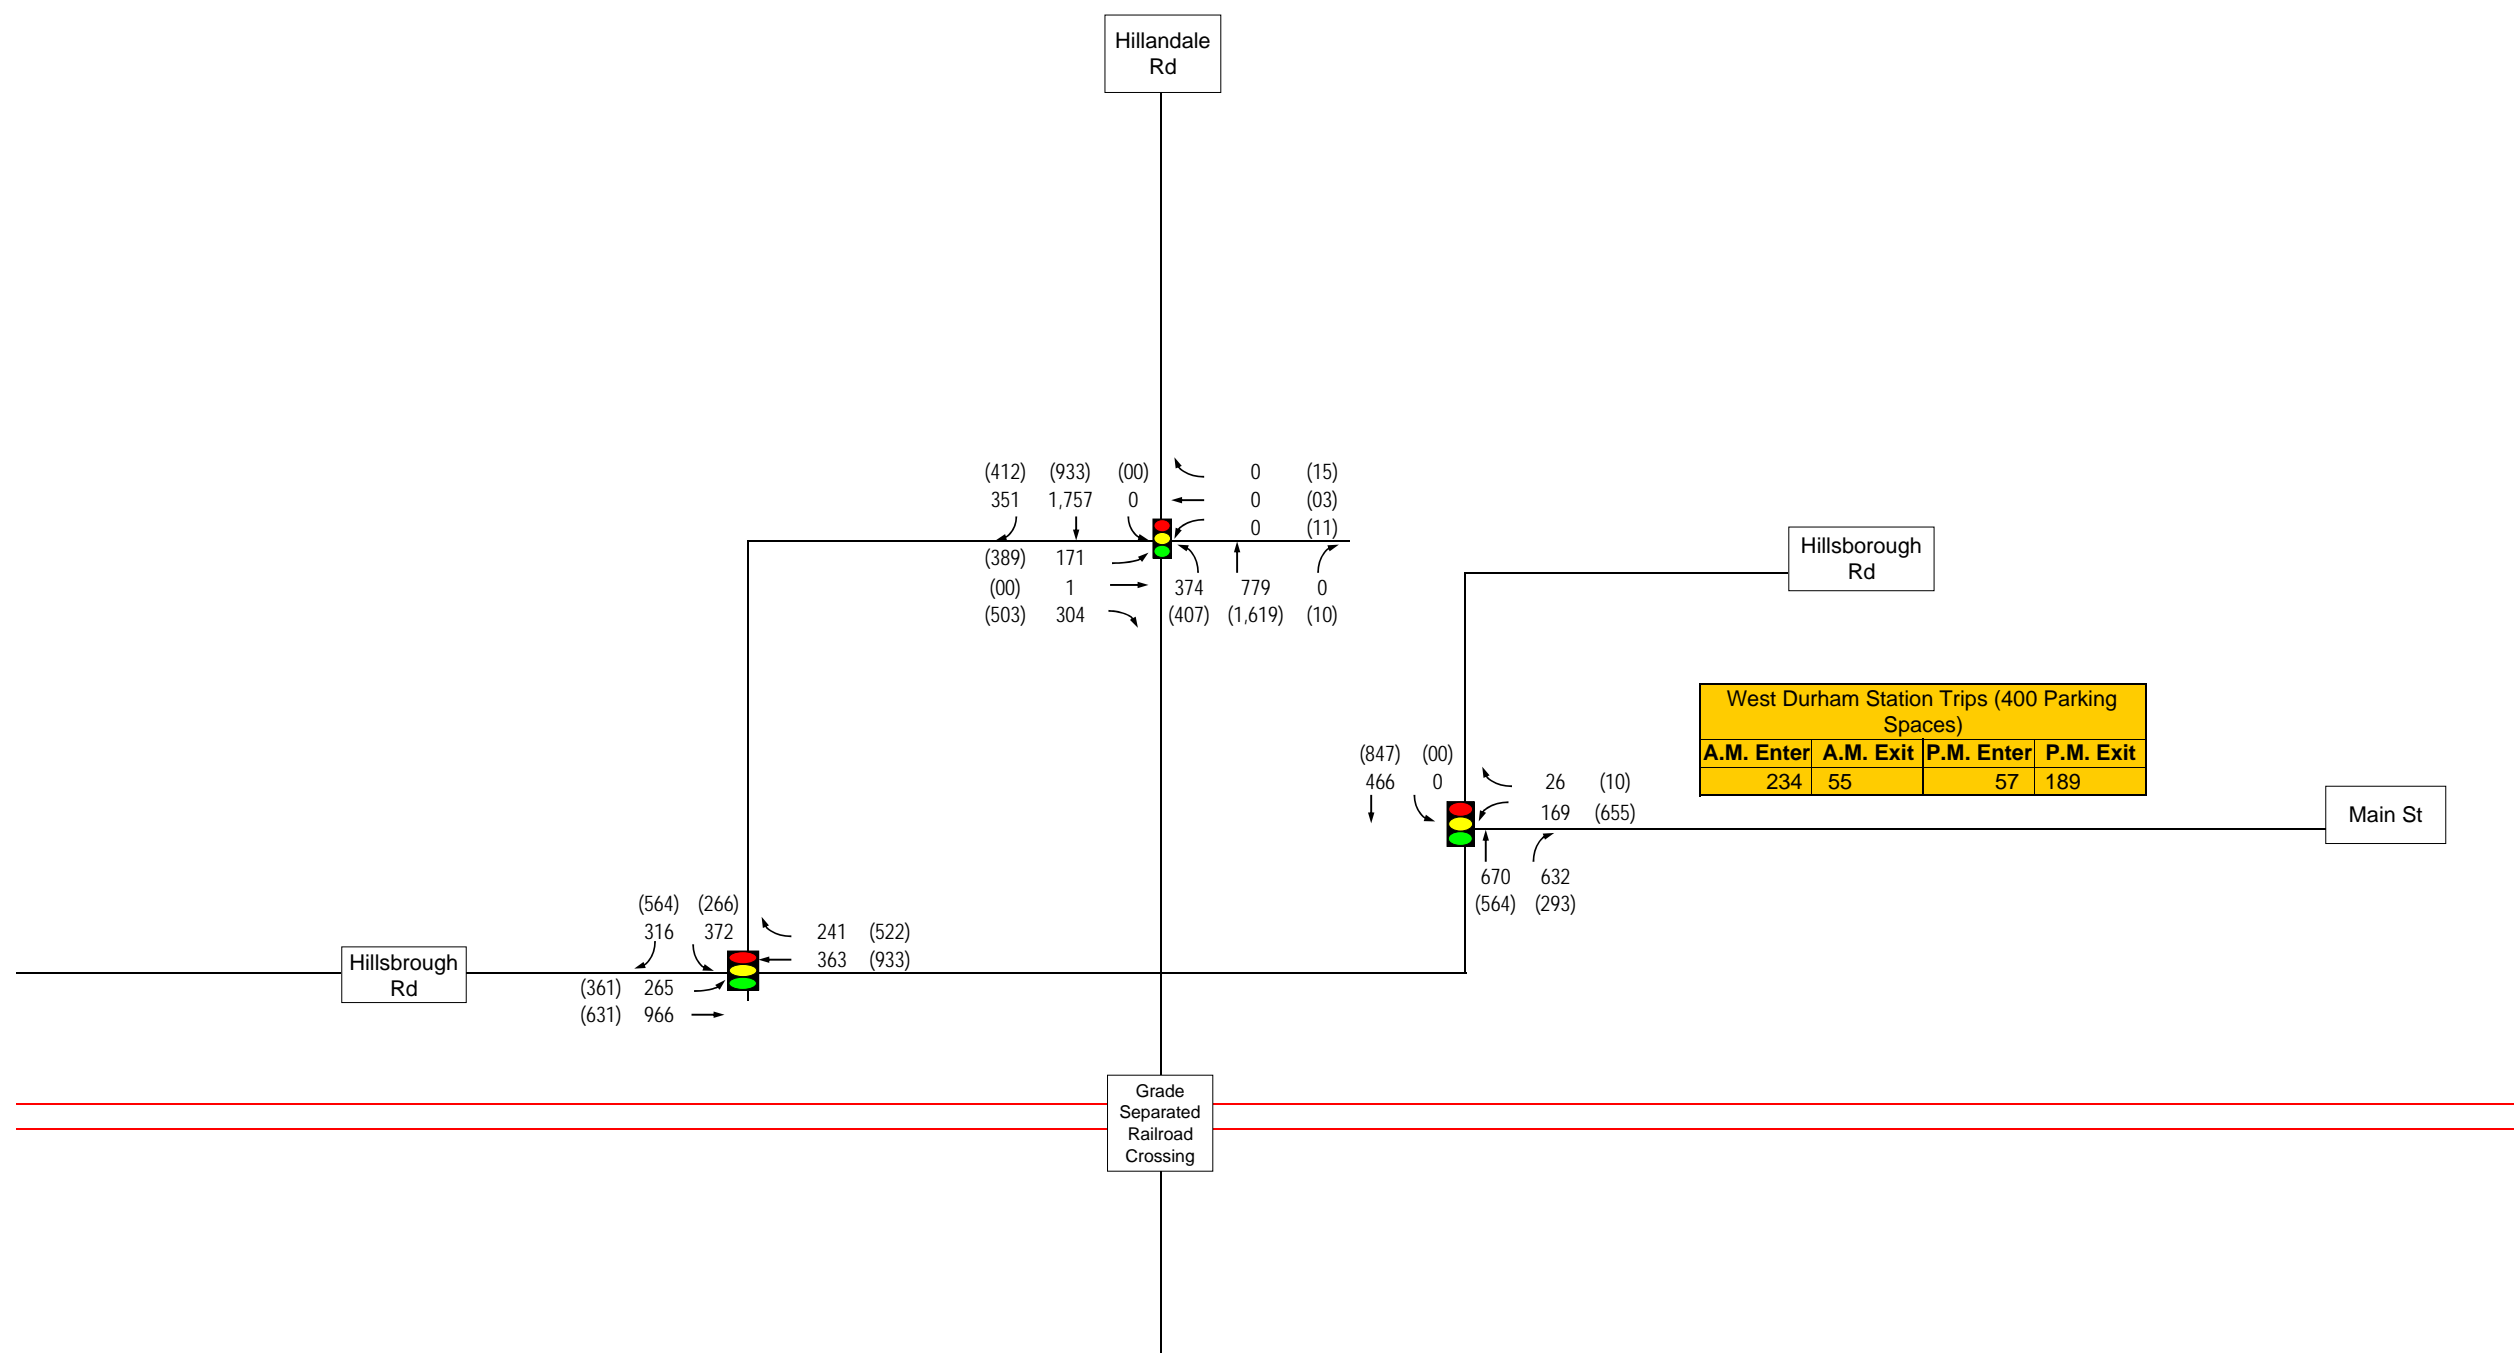 Hillandale
Rd
(412) (933) (00) 0 (15)
351 1,757 0 0 (03)
0 (11)
(389) 171
(00) 1 374 779 0
(503) 304 (407) (1,619) (10)
Hillsborough
Rd
West Durham Station Trips (400 Parking
Spaces)
A.M. Enter A.M. Exit P.M. Enter P.M. Exit
234 55 57 189
(847) (00)
466 0 26 (10)
169 (655)
Main St
670 632
(564) (293)
(564) (266)
316 372 241 (522)
363 (933)
Hillsbrough
Rd
(361) 265
(631) 966
Grade
Separated
Railroad
Crossing